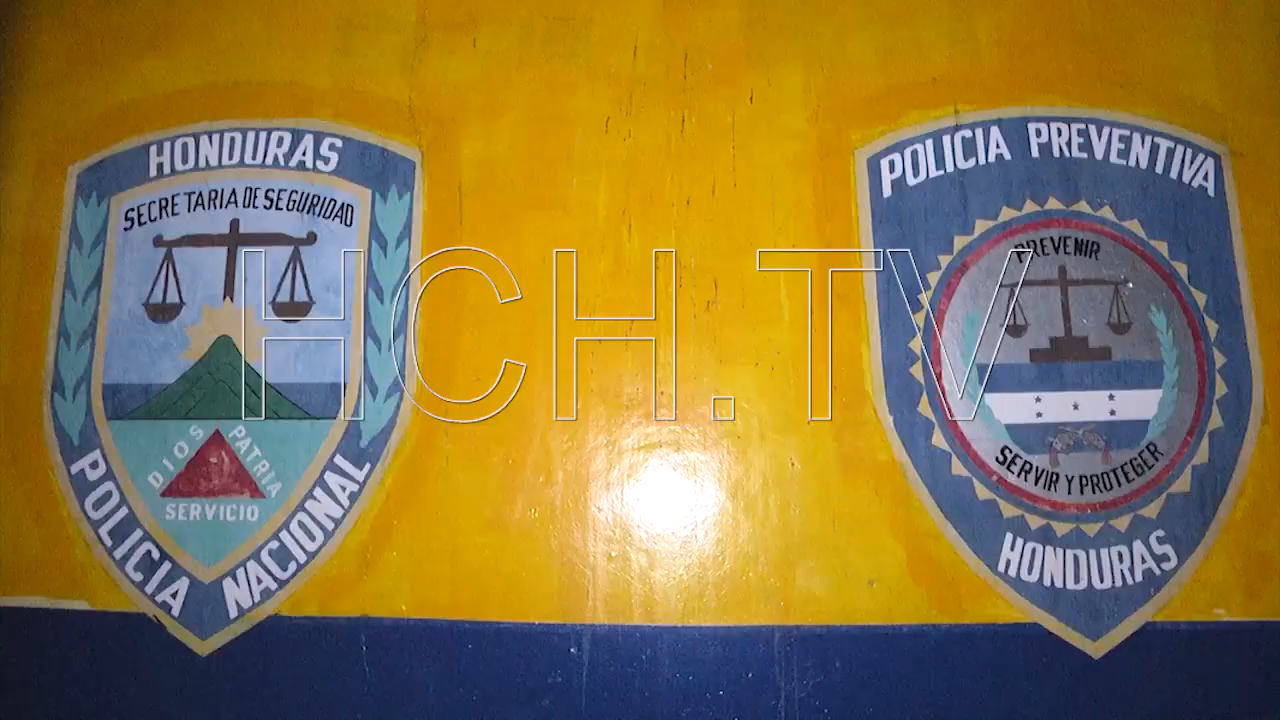 HONDURAS
SECRETARIA DE SEGURIDAD
DIOS PATRIA
SERVICIO
POLICIA NACIONAL
HCH.TV
POLICIA PREVENTIVA
PREVENIR
SERVIR Y PROTEGER
HONDURAS